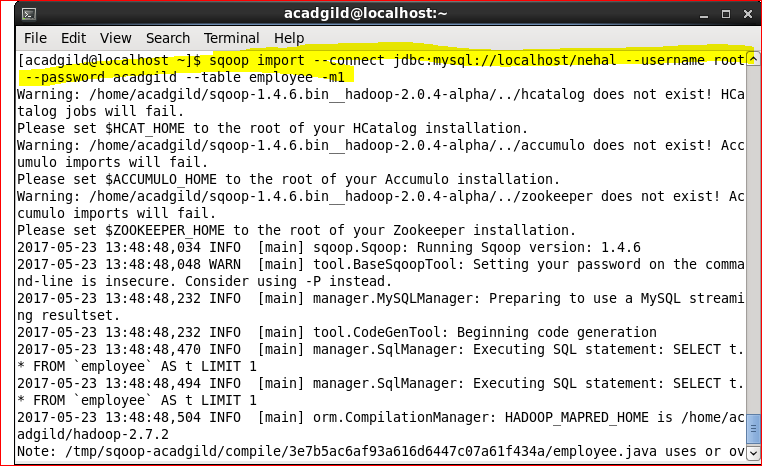 acadgild@localhost:~
File Edit View Search Terminal Help
[acadgild@localhost ~]$ sqoop import --connect jdbc:mysql://localhost/nehal --username root
--password acadgild --table employee -m1
Warning: /home/acadgild/sqoop-1.4.6.bin__hadoop-2.0.4-alpha/../hcatalog does not exist! HCa
talog jobs will fail.
Please set $HCAT_HOME to the root of your HCatalog installation.
Warning: /home/acadgild/sqoop-1.4.6.bin__hadoop-2.0.4-alpha/../accumulo does not exist! Acc
umulo imports will fail.
Please set $ACCUMULO_HOME to the root of your Accumulo installation.
Warning: /home/acadgild/sqoop-1.4.6.bin__hadoop-2.0.4-alpha/../zookeeper does not exist! Ac
cumulo imports will fail.
Please set $ZOOKEEPER_HOME to the root of your Zookeeper installation.
2017-05-23 13:48:48,034 INFO  [main] sqoop.Sqoop: Running Sqoop version: 1.4.6
2017-05-23 13:48:48,048 WARN  [main] tool.BaseSqoopTool: Setting your password on the comma
nd-line is insecure. Consider using -P instead.
2017-05-23 13:48:48,232 INFO  [main] manager.MySQLManager: Preparing to use a MySQL streami
ng resultset.
2017-05-23 13:48:48,232 INFO  [main] tool.CodeGenTool: Beginning code generation
2017-05-23 13:48:48,470 INFO  [main] manager.SqlManager: Executing SQL statement: SELECT t.
* FROM `employee` AS t LIMIT 1
2017-05-23 13:48:48,494 INFO  [main] manager.SqlManager: Executing SQL statement: SELECT t.
* FROM `employee` AS t LIMIT 1
2017-05-23 13:48:48,504 INFO  [main] orm.CompilationManager: HADOOP_MAPRED_HOME is /home/ac
adgild/hadoop-2.7.2
Note: /tmp/sqoop-acadgild/compile/3e7b5ac6af93a616d6447c07a61f434a/employee.java uses or ov